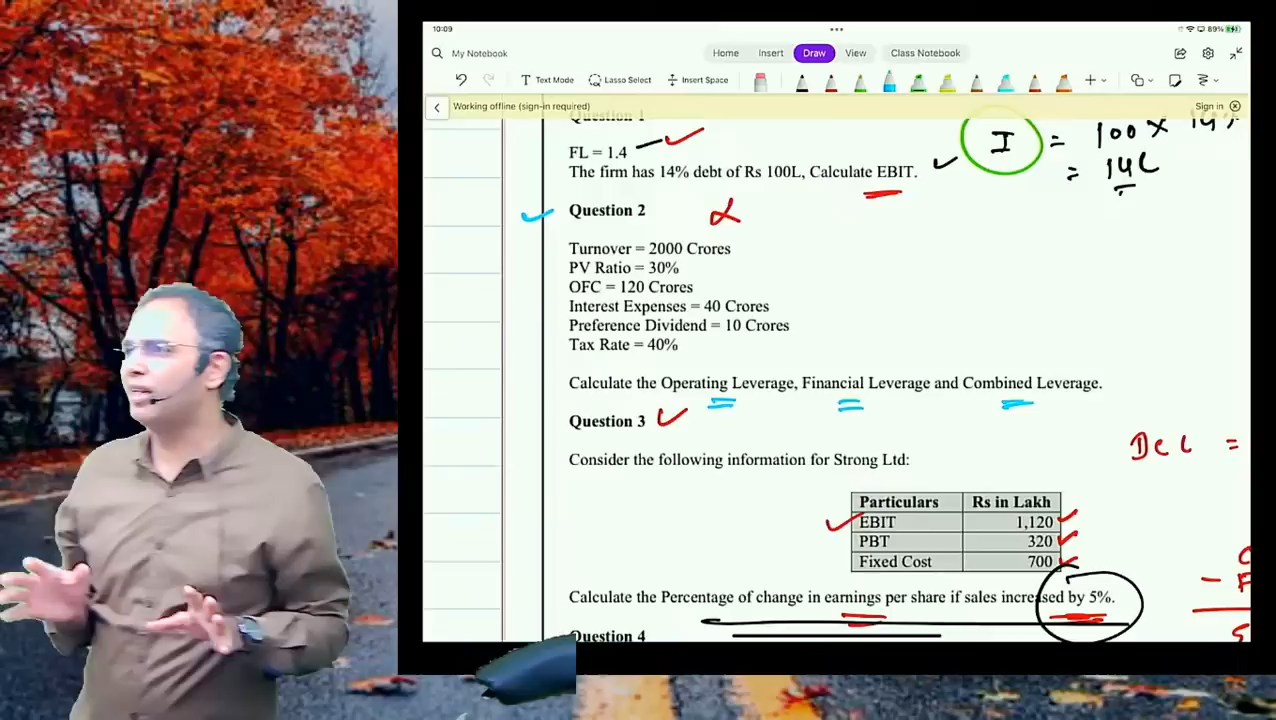 10:09
89%
My Notebook
Home Insert Draw View Class Notebook
Text Mode Lasso Select Insert Space
Working offline (sign-in required) Sign in
Question 1
FL = 1.4
The firm has 14% debt of Rs 100L, Calculate EBIT.
I = 100 x
= 14L
Question 2
Turnover = 2000 Crores
PV Ratio = 30%
OFC = 120 Crores
Interest Expenses = 40 Crores
Preference Dividend = 10 Crores
Tax Rate = 40%
Calculate the Operating Leverage, Financial Leverage and Combined Leverage.
Question 3
Consider the following information for Strong Ltd:
DCL =
Particulars Rs in Lakh
EBIT 1,120
PBT 320
Fixed Cost 700
Calculate the Percentage of change in earnings per share if sales increased by 5%.
Question 4